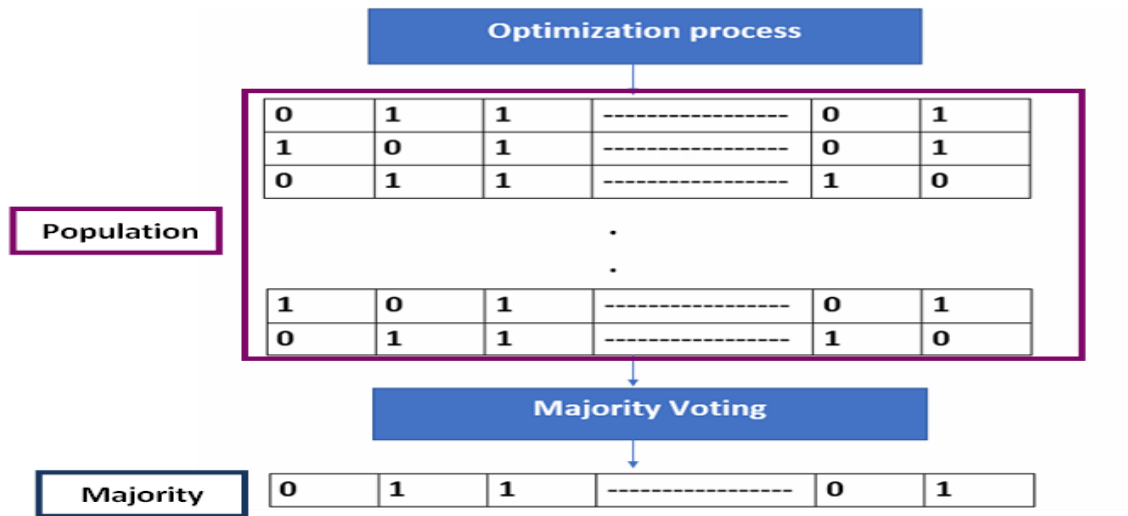 Optimization process
0 1 1 ----------------- 0 1
1 0 1 ----------------- 0 1
0 1 1 ----------------- 1 0
Population
.
.
1 0 1 ----------------- 0 1
0 1 1 ----------------- 1 0
Majority Voting
Majority 0 1 1 ----------------- 0 1